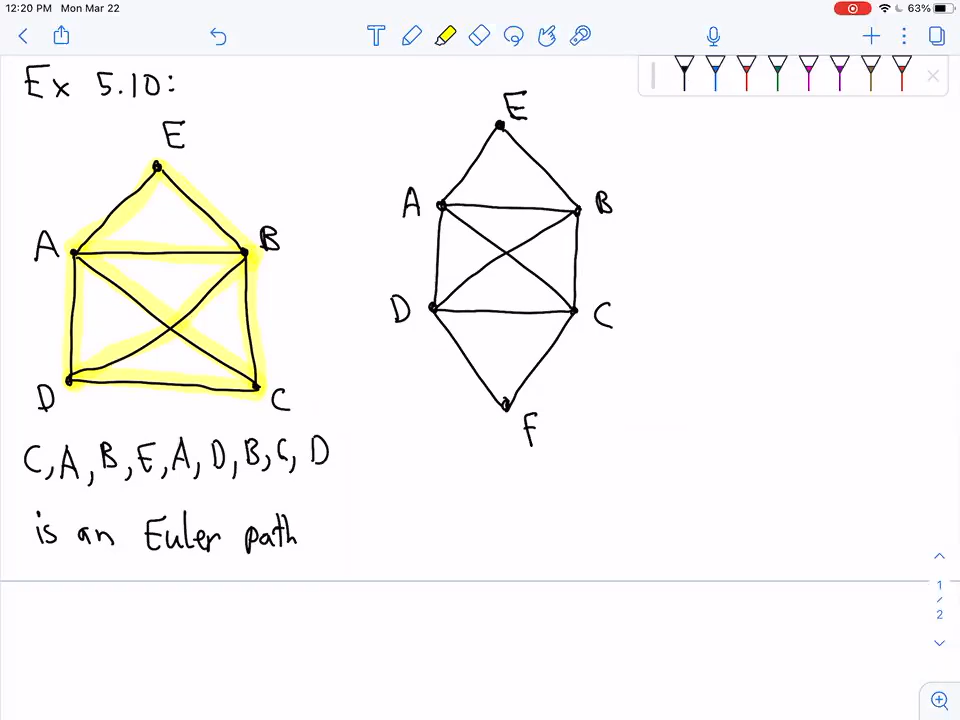 12:20 PM Mon Mar 22
63%
T
Ex 5.10:
E
A
B
D
C
E
A
B
D
C
F
C, A, B, E, A, D, B, C, D
is an Euler path
1
/
2